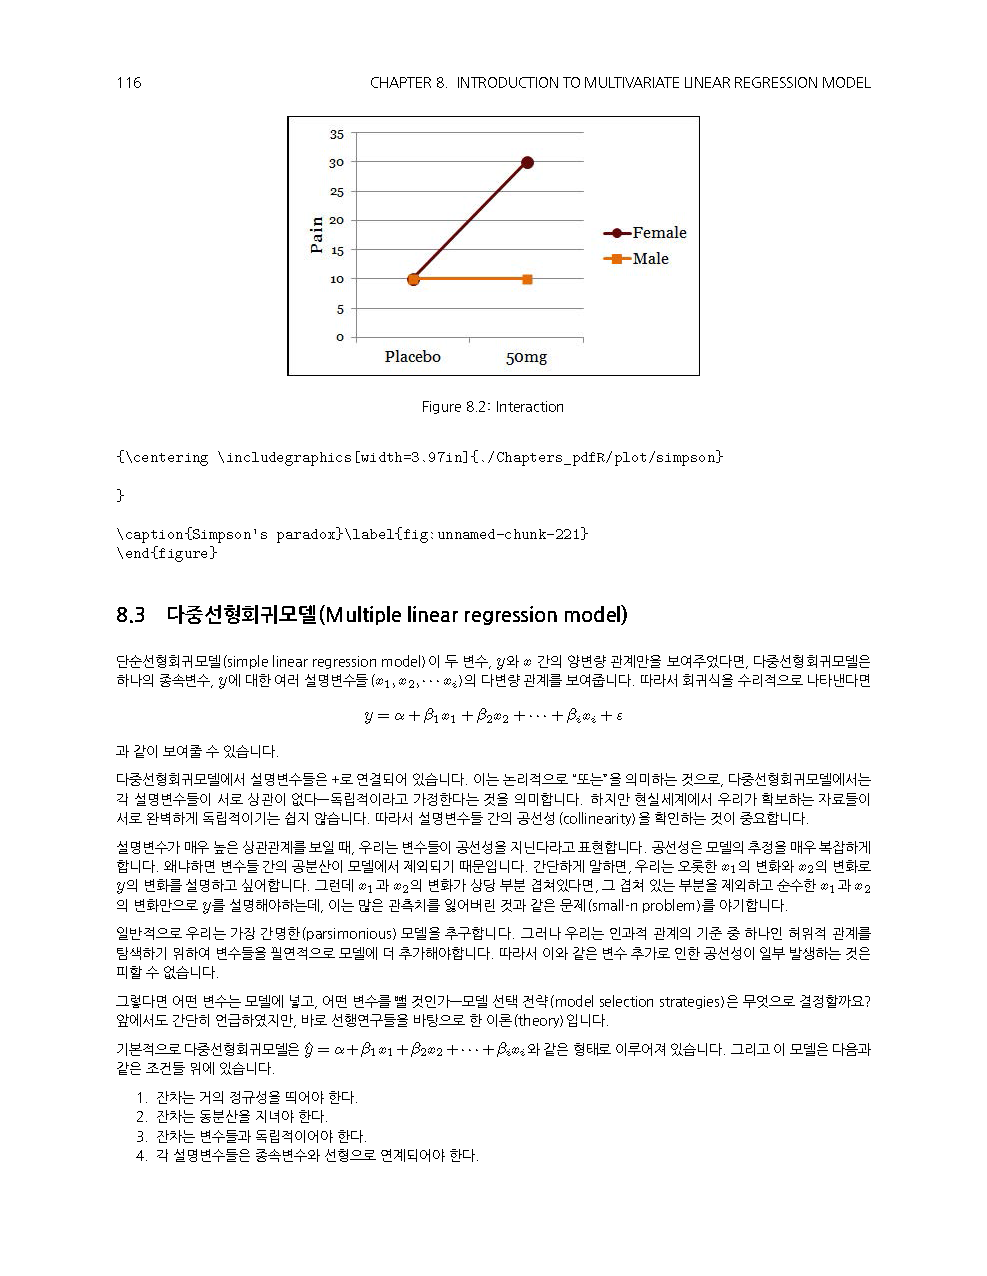 116
CHAPTER 8. INTRODUCTION TO MULTIVARIATE LINEAR REGRESSION MODEL
35
30
25
20
15
10
5
0
Pain
Placebo
50mg
Female
Male
Figure 8.2: Interaction
{\centering \includegraphics[width=3.97in]{./Chapters_pdfR/plot/simpson}
}
\caption{Simpson's paradox}\label{fig:unnamed-chunk-221}
\end{figure}
8.3 다중선형회귀모델(Multiple linear regression model)
단순선형회귀모델(simple linear regression model)이 두 변수, y와 x 간의 양변량 관계만을 보여주었다면, 다중선형회귀모델은
하나의 종속변수, y에 대한 여러 설명변수들(x₁, x₂, ⋯ xᵢ)의 다변량 관계를 보여줍니다. 따라서 회귀식을 수리적으로 나타낸다면
y = α + β₁x₁ + β₂x₂ + ⋯ + βᵢxᵢ + ε
과 같이 보여줄 수 있습니다.
다중선형회귀모델에서 설명변수들은 +로 연결되어 있습니다. 이는 논리적으로 “또는”을 의미하는 것으로, 다중선형회귀모델에서는
각 설명변수들이 서로 상관이 없다—독립적이라고 가정한다는 것을 의미합니다. 하지만 현실세계에서 우리가 확보하는 자료들이
서로 완벽하게 독립적이기는 쉽지 않습니다. 따라서 설명변수들 간의 공선성(collinearity)을 확인하는 것이 중요합니다.
설명변수가 매우 높은 상관관계를 보일 때, 우리는 변수들이 공선성을 지닌다라고 표현합니다. 공선성은 모델의 추정을 매우 복잡하게
합니다. 왜냐하면 변수들 간의 공분산이 모델에서 제외되기 때문입니다. 간단하게 말하면, 우리는 오롯한 x₁의 변화와 x₂의 변화로
y의 변화를 설명하고 싶어합니다. 그런데 x₁과 x₂의 변화가 상당 부분 겹쳐있다면, 그 겹쳐 있는 부분을 제외하고 순수한 x₁과 x₂
의 변화만으로 y를 설명해야하는데, 이는 많은 관측치를 잃어버린 것과 같은 문제(small-n problem)를 야기합니다.
일반적으로 우리는 가장 간명한(parsimonious) 모델을 추구합니다. 그러나 우리는 인과적 관계의 기준 중 하나인 허위적 관계를
탐색하기 위하여 변수들을 필연적으로 모델에 더 추가해야합니다. 따라서 이와 같은 변수 추가로 인한 공선성이 일부 발생하는 것은
피할 수 없습니다.
그렇다면 어떤 변수는 모델에 넣고, 어떤 변수를 뺄 것인가—모델 선택 전략(model selection strategies)은 무엇으로 결정할까요?
앞에서도 간단히 언급하였지만, 바로 선행연구들을 바탕으로 한 이론(theory)입니다.
기본적으로 다중선형회귀모델은 ŷ = α + β₁x₁ + β₂x₂ + ⋯ + βᵢxᵢ와 같은 형태로 이루어져 있습니다. 그리고 이 모델은 다음과
같은 조건들 위에 있습니다.
1. 잔차는 거의 정규성을 띄어야 한다.
2. 잔차는 동분산을 지녀야 한다.
3. 잔차는 변수들과 독립적이어야 한다.
4. 각 설명변수들은 종속변수와 선형으로 연계되어야 한다.